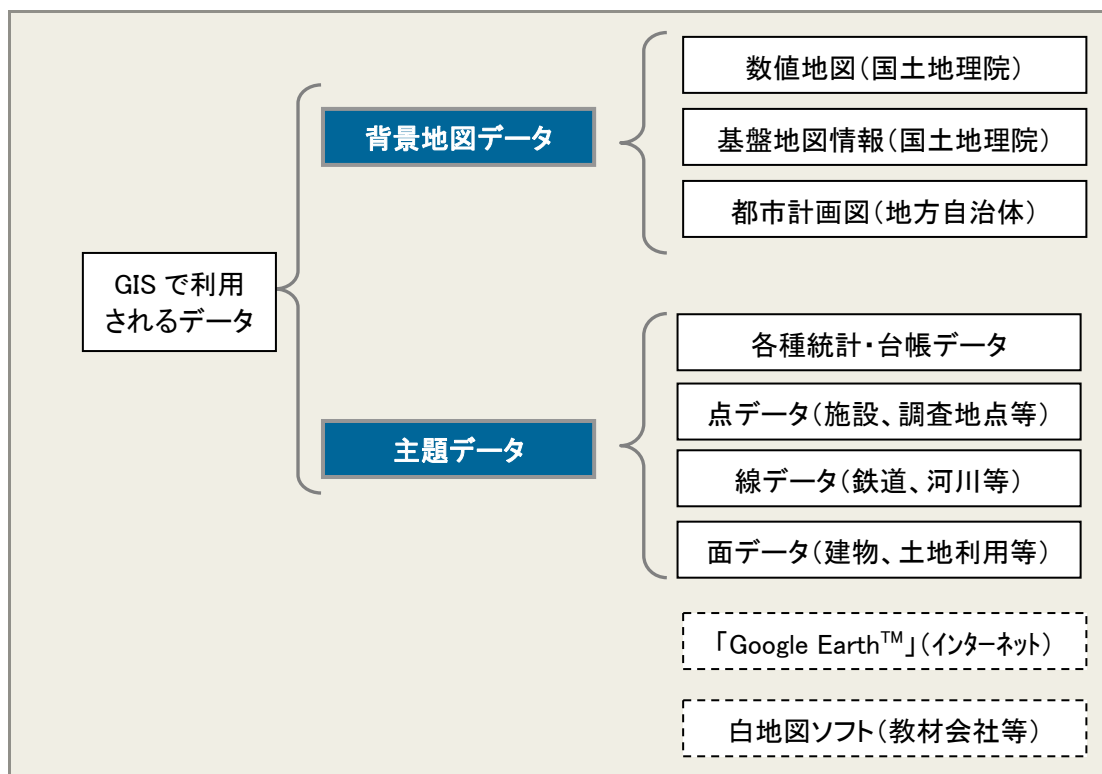 数値地図(国土地理院)
背景地図データ
基盤地図情報(国土地理院)
都市計画図(地方自治体)
GIS で利用
されるデータ
各種統計・台帳データ
点データ(施設、調査地点等)
主題データ
線データ(鉄道、河川等)
面データ(建物、土地利用等)
「Google Earth™」(インターネット)
白地図ソフト(教材会社等)